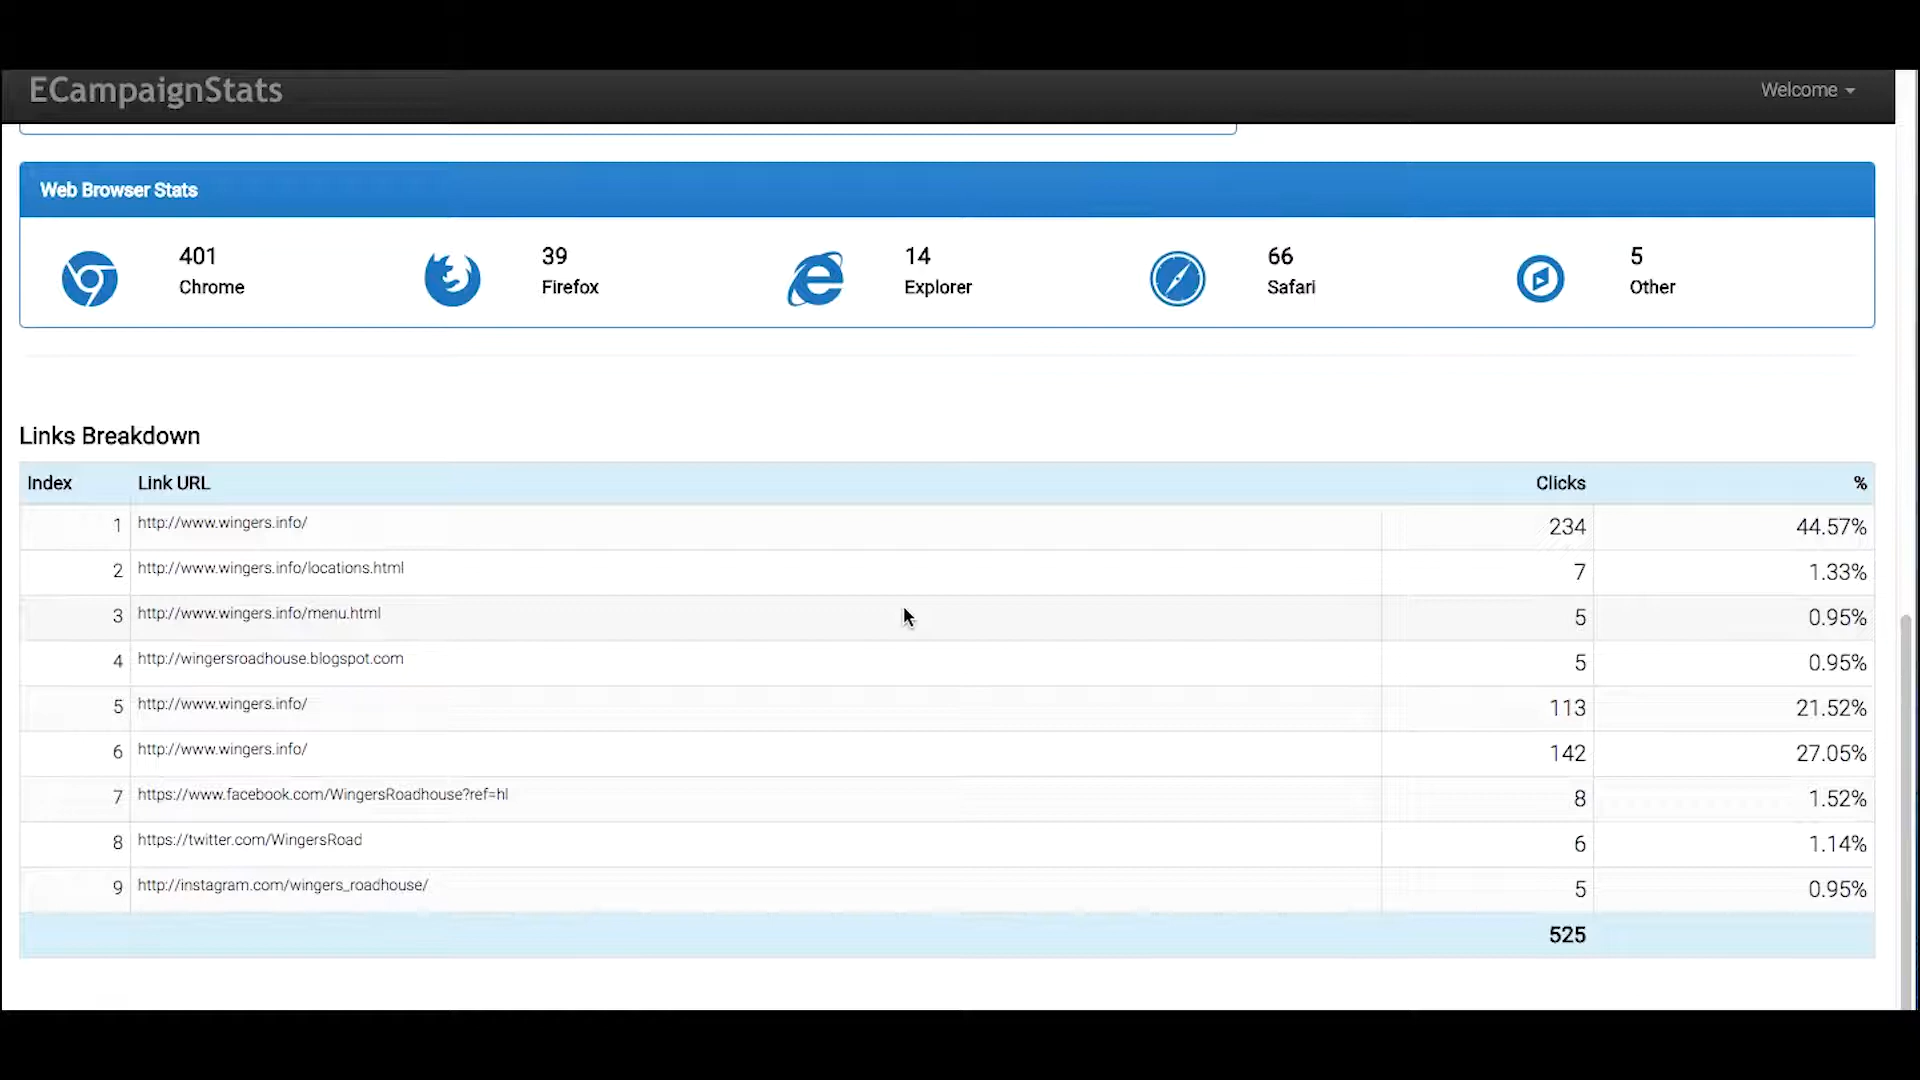 ECampaignStats Welcome
Web Browser Stats
401 39 14 66 5
Chrome Firefox Explorer Safari Other
Links Breakdown
Index Link URL Clicks %
1 http://www.wingers.info/ 234 44.57%
2 http://www.wingers.info/locations.html 7 1.33%
3 http://www.wingers.info/menu.html 5 0.95%
4 http://wingersroadhouse.blogspot.com 5 0.95%
5 http://www.wingers.info/ 113 21.52%
6 http://www.wingers.info/ 142 27.05%
7 https://www.facebook.com/WingersRoadhouse?ref=hl 8 1.52%
8 https://twitter.com/WingersRoad 6 1.14%
9 http://instagram.com/wingers_roadhouse/ 5 0.95%
525